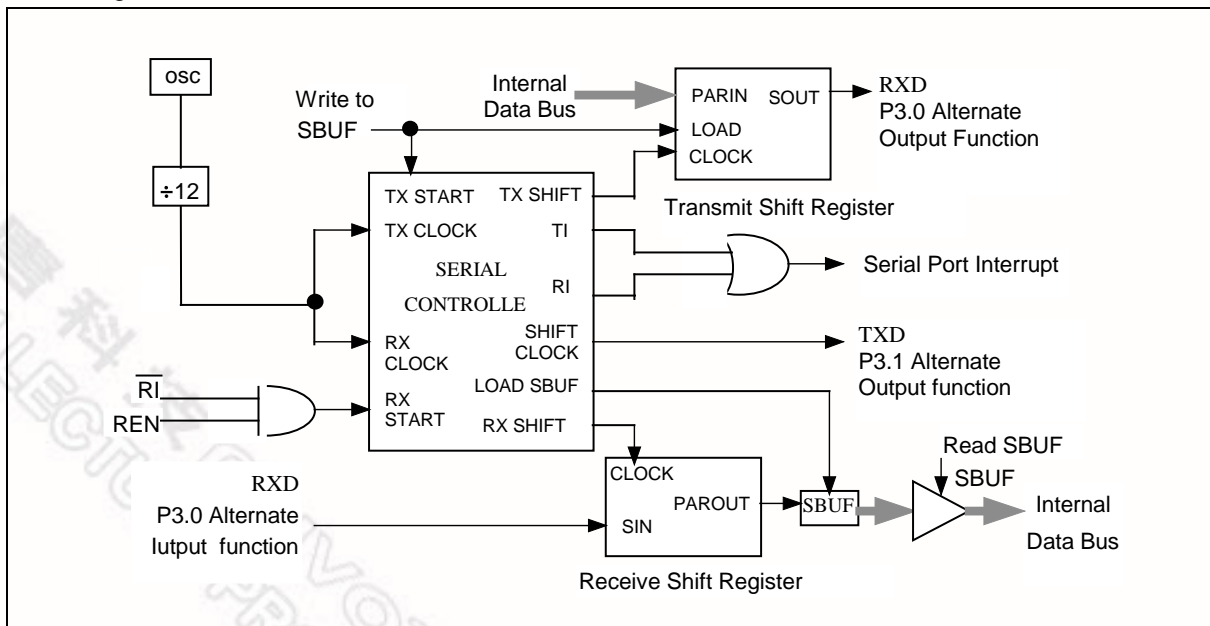 osc
÷12
Write to
SBUF
Internal
Data Bus
PARIN
SOUT
LOAD
CLOCK
RXD
P3.0 Alternate
Output Function
Transmit Shift Register
TX START
TX SHIFT
TX CLOCK
TI
SERIAL
CONTROLLE
RI
Serial Port Interrupt
SHIFT
CLOCK
TXD
P3.1 Alternate
Output function
RX
CLOCK
LOAD SBUF
RI
REN
RX
START
RX SHIFT
Read SBUF
SBUF
CLOCK
PAROUT
SIN
SBUF
Internal
Data Bus
RXD
P3.0 Alternate
Iutput function
Receive Shift Register